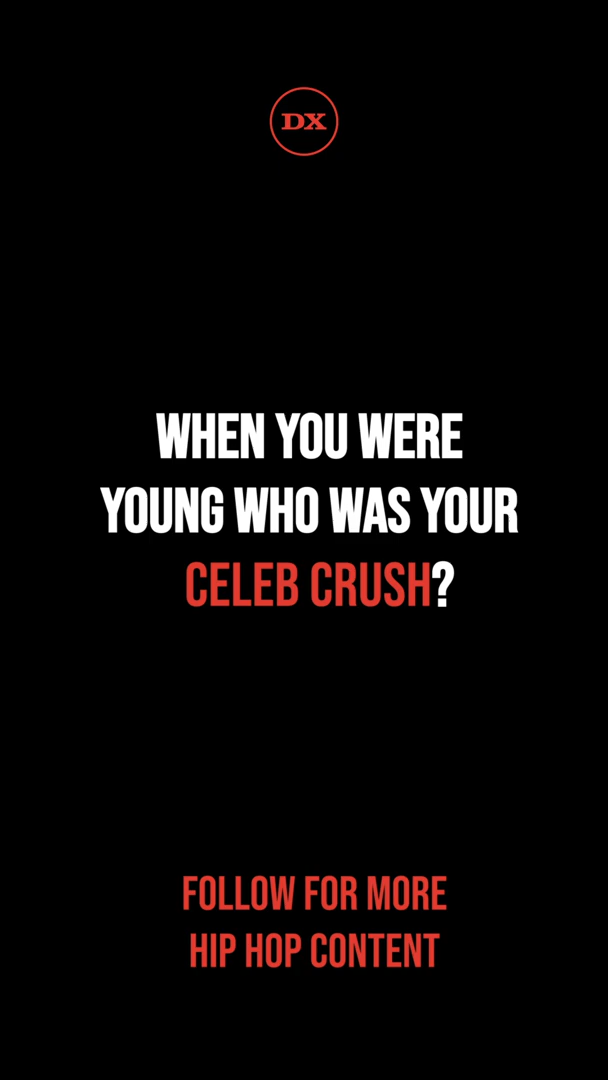 DX
WHEN YOU WERE
YOUNG WHO WAS YOUR
CELEB CRUSH?
FOLLOW FOR MORE
HIP HOP CONTENT